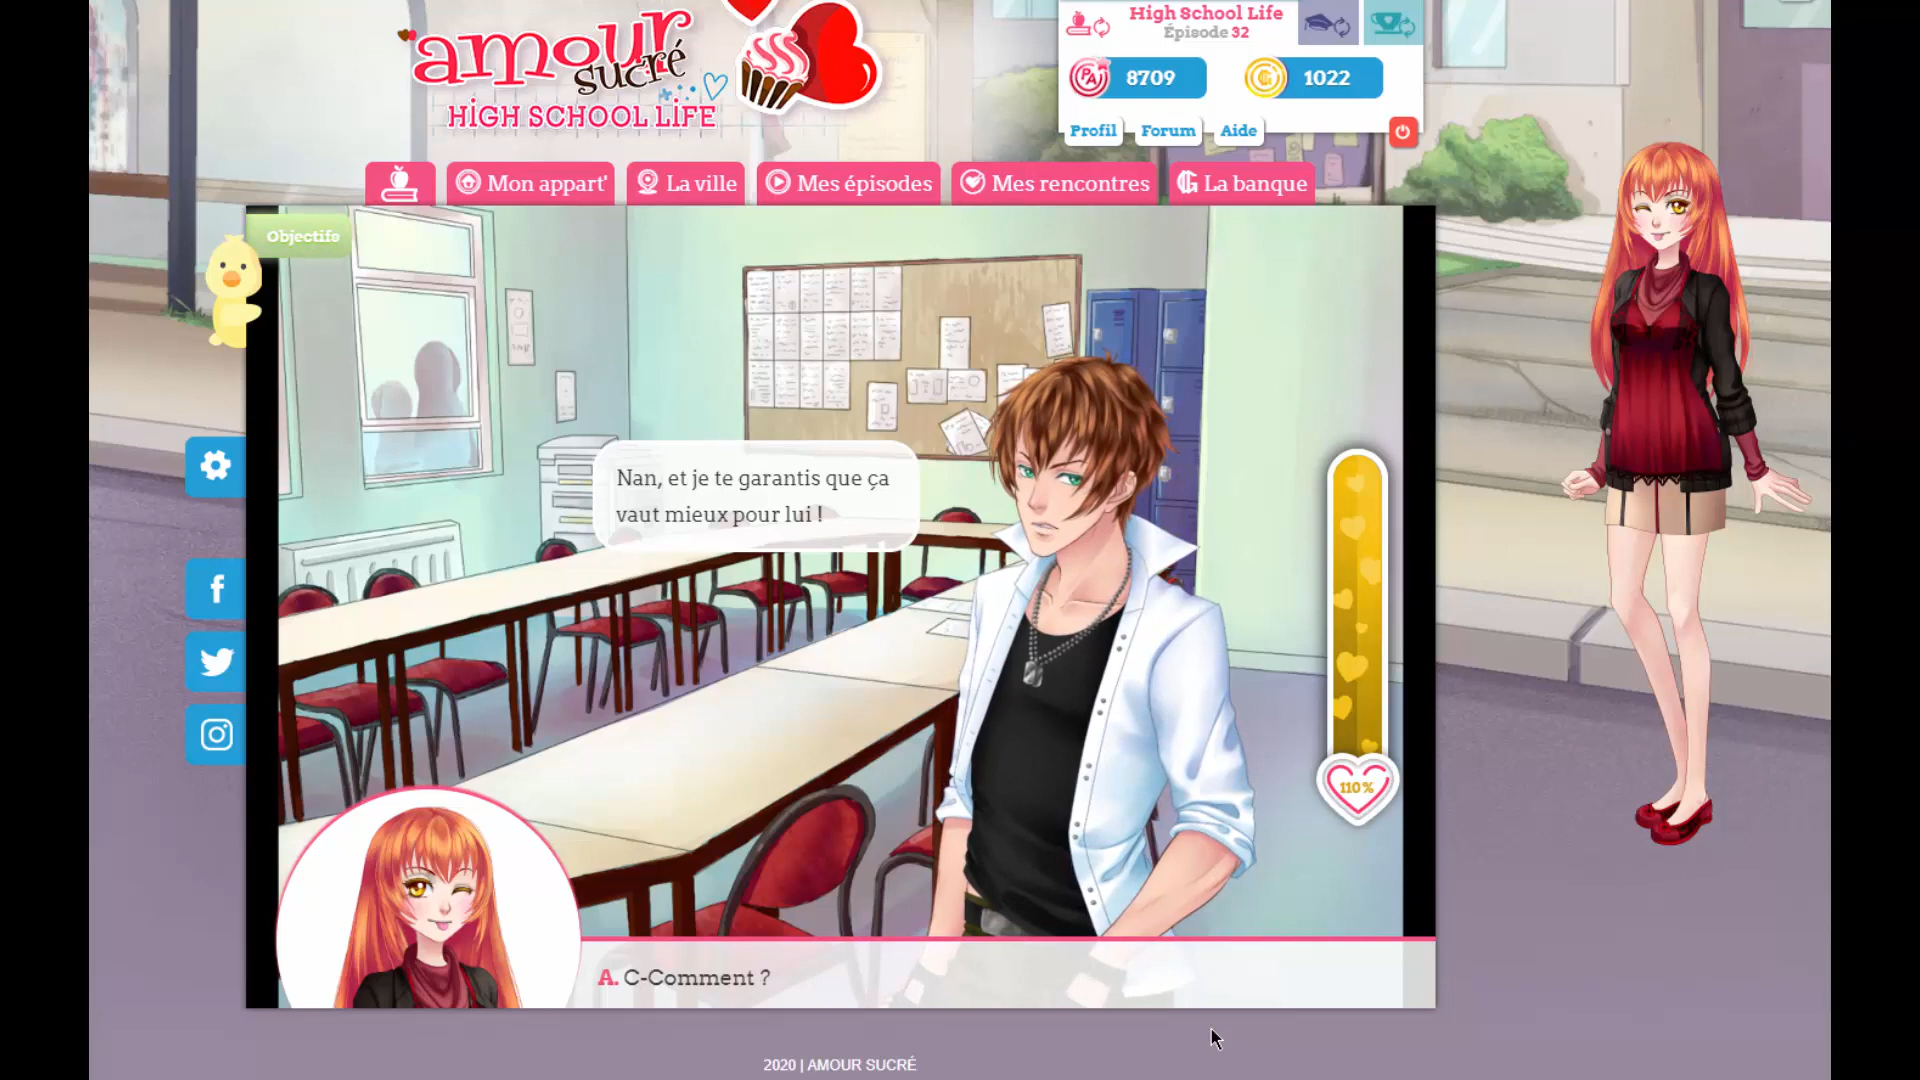 amour
sucré
HIGH SCHOOL LIFE
High School Life
Épisode 32
PA
8709
1022
Profil
Forum
Aide
Mon appart'
La ville
Mes épisodes
Mes rencontres
La banque
Objectifs
Nan, et je te garantis que ça
vaut mieux pour lui !
110%
A. C-Comment ?
2020 | AMOUR SUCRÉ